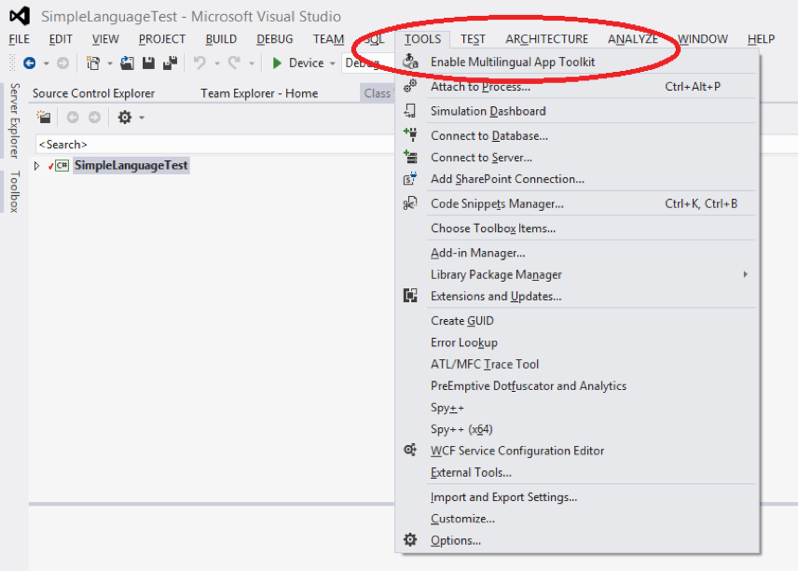 SimpleLanguageTest - Microsoft Visual Studio
FILE EDIT VIEW PROJECT BUILD DEBUG TEAM SQL TOOLS TEST ARCHITECTURE ANALYZE WINDOW HELP
Device Debug
Enable Multilingual App Toolkit
Attach to Process... Ctrl+Alt+P
Simulation Dashboard
Connect to Database...
Connect to Server...
Add SharePoint Connection...
Code Snippets Manager... Ctrl+K, Ctrl+B
Choose Toolbox Items...
Add-in Manager...
Library Package Manager
Extensions and Updates...
Create GUID
Error Lookup
ATL/MFC Trace Tool
PreEmptive Dotfuscator and Analytics
Spy++
Spy++ (x64)
WCF Service Configuration Editor
External Tools...
Import and Export Settings...
Customize...
Options...
Server Explorer
Toolbox
Source Control Explorer Team Explorer - Home Class
<Search>
C# SimpleLanguageTest